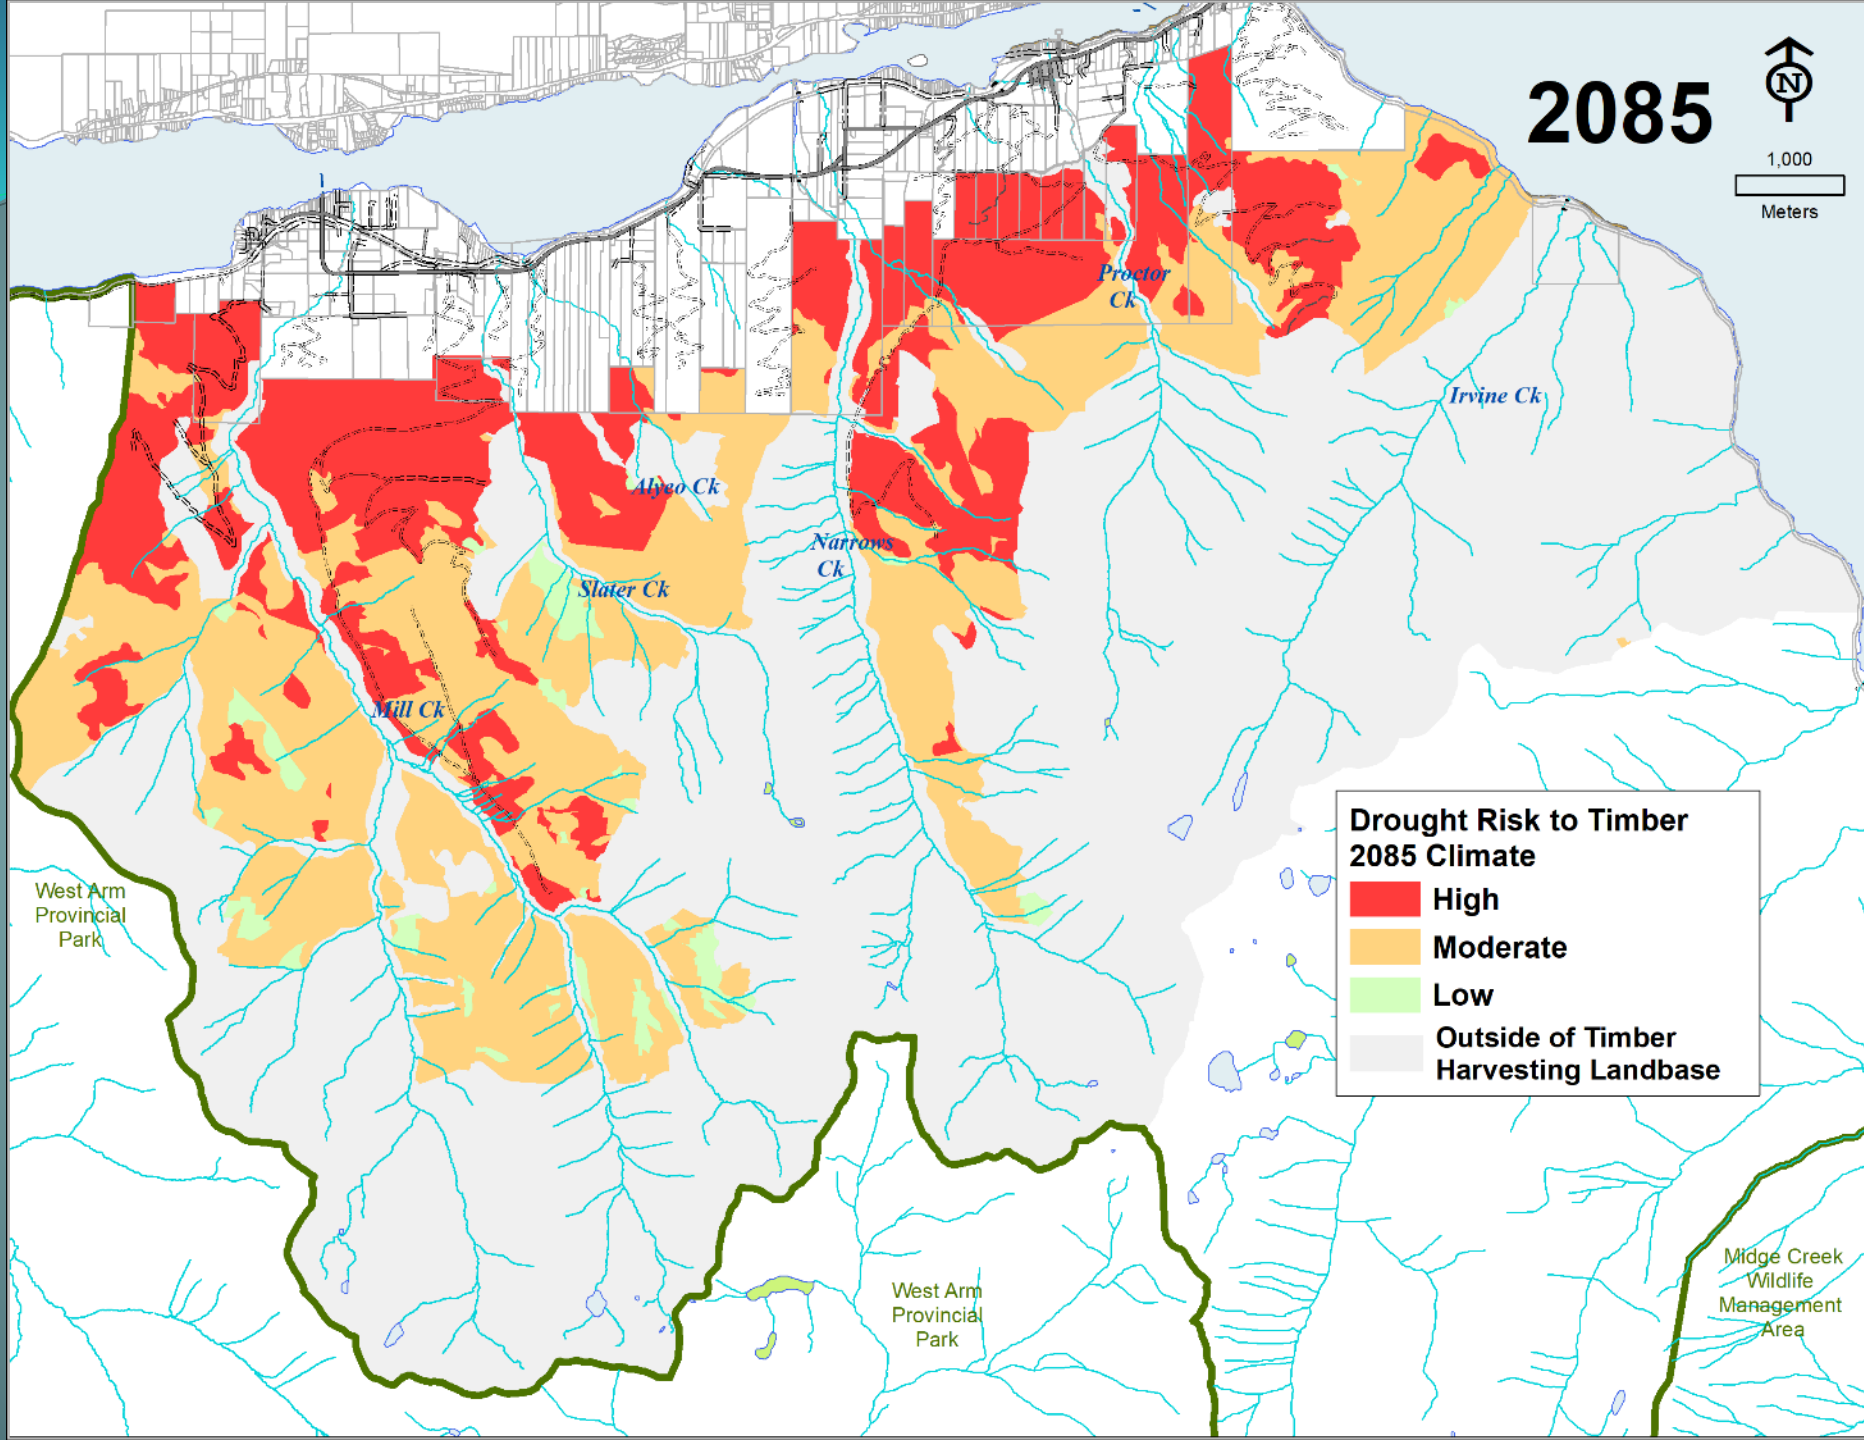 2085
N
1,000
Meters
Proctor
Ck
Irvine Ck
Alyeo Ck
Narrows
Ck
Slater Ck
Mill Ck
Drought Risk to Timber
2085 Climate
High
Moderate
Low
Outside of Timber
Harvesting Landbase
West Arm
Provincial
Park
West Arm
Provincial
Park
Midge Creek
Wildlife
Management
Area